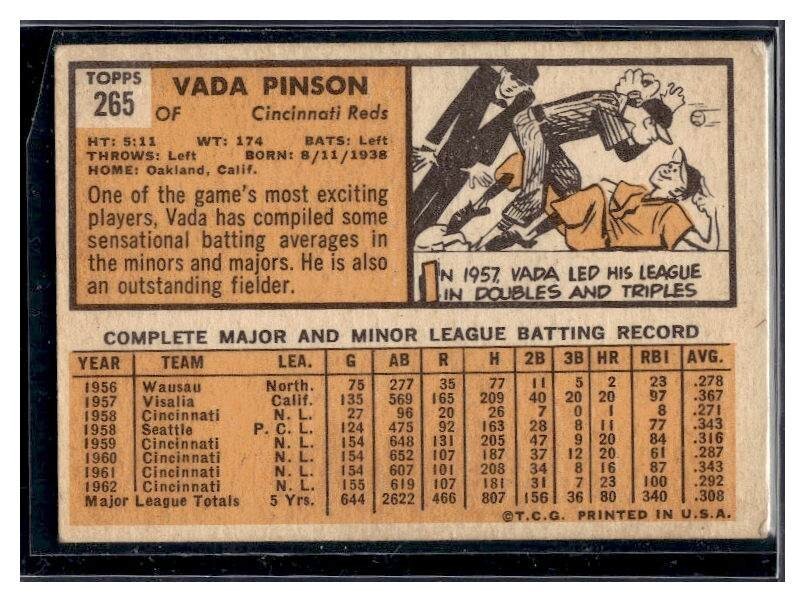 TOPPS
265
VADA PINSON
OF Cincinnati Reds
HT: 5:11 WT: 174 BATS: Left
THROWS: Left BORN: 8/11/1938
HOME: Oakland, Calif.
One of the game's most exciting
players, Vada has compiled some
sensational batting averages in
the minors and majors. He is also
an outstanding fielder.
IN 1957, VADA LED HIS LEAGUE
IN DOUBLES AND TRIPLES
COMPLETE MAJOR AND MINOR LEAGUE BATTING RECORD
YEAR TEAM LEA. G AB R H 2B 3B HR RBI AVG.
1956 Wausau North. 75 277 35 77 11 5 2 23 .278
1957 Visalia Calif. 135 569 165 209 40 20 20 97 .367
1958 Cincinnati N. L. 27 96 20 26 7 0 1 8 .271
1958 Seattle P. C. L. 124 475 92 163 28 8 11 77 .343
1959 Cincinnati N. L. 154 648 131 205 47 9 20 84 .316
1960 Cincinnati N. L. 154 652 107 187 37 12 20 61 .287
1961 Cincinnati N. L. 154 607 101 208 34 8 16 87 .343
1962 Cincinnati N. L. 155 619 107 181 31 7 23 100 .292
Major League Totals 5 Yrs. 644 2622 466 807 156 36 80 340 .308
©T.C.G. PRINTED IN U.S.A.